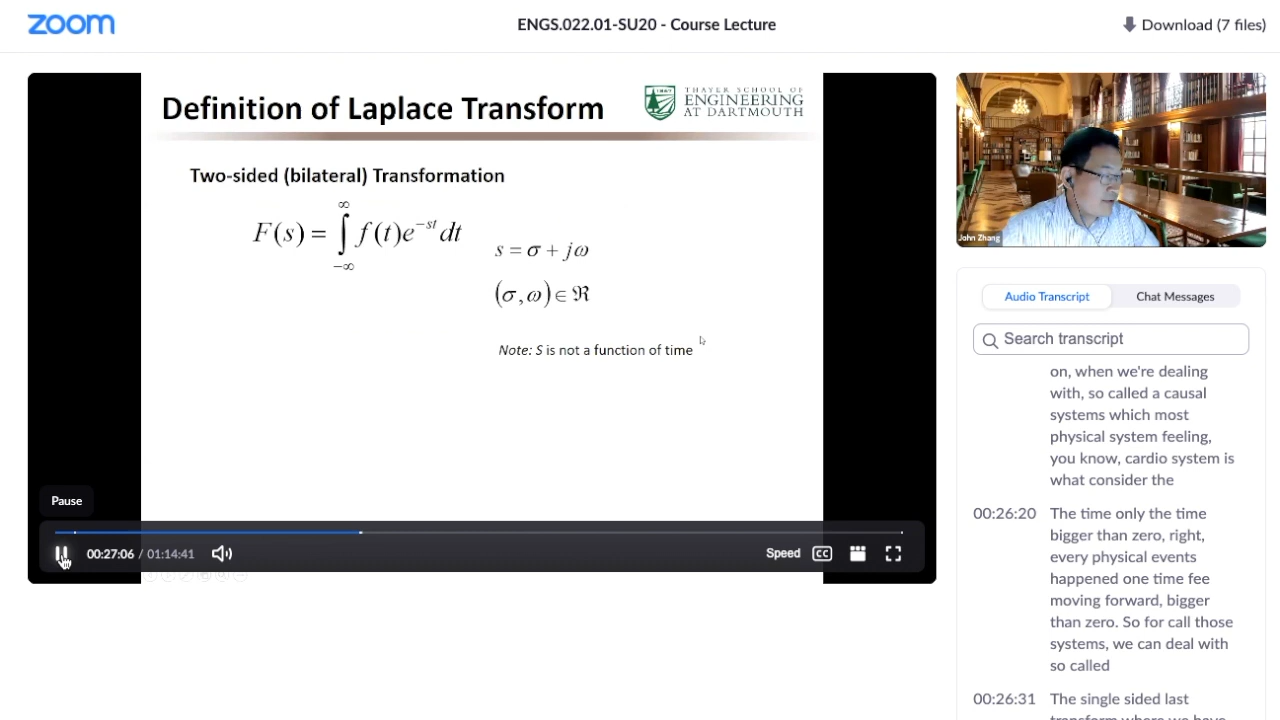 zoom
ENGS.022.01-SU20 - Course Lecture
Download (7 files)
Definition of Laplace Transform
THAYER SCHOOL OF
ENGINEERING
AT DARTMOUTH
Two-sided (bilateral) Transformation
F(s) = ∫_{-∞}^{∞} f(t)e^{-st} dt
s = σ + jω
(σ, ω) ∈ ℜ
Note: S is not a function of time
Pause
00:27:06 / 01:14:41
Speed
CC
John Zhang
Audio Transcript
Chat Messages
Search transcript
on, when we're dealing
with, so called a causal
systems which most
physical system feeling,
you know, cardio system is
what consider the
00:26:20 The time only the time
bigger than zero, right,
every physical events
happened one time fee
moving forward, bigger
than zero. So for call those
systems, we can deal with
so called
00:26:31 The single sided last
transform where we have